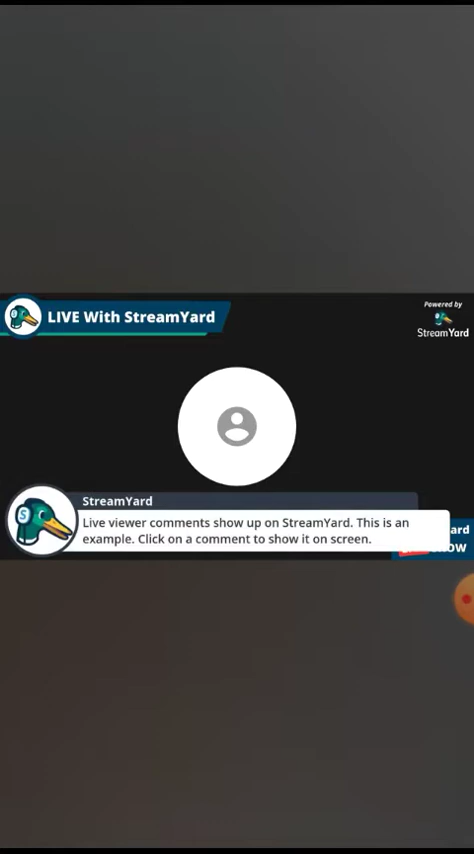 LIVE With StreamYard
Powered by
StreamYard
StreamYard
Live viewer comments show up on StreamYard. This is an
example. Click on a comment to show it on screen.